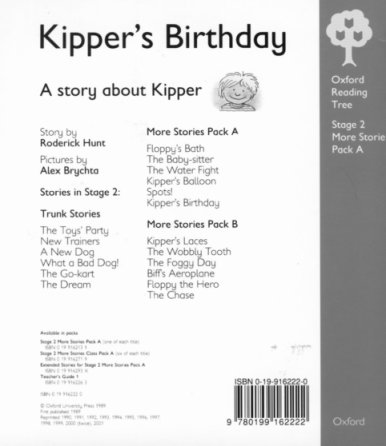 Kipper's Birthday
A story about Kipper
Oxford
Reading
Tree
Stage 2
More Storie
Pack A
Story by
Roderick Hunt
Pictures by
Alex Brychta
Stories in Stage 2:
Trunk Stories
The Toys' Party
New Trainers
A New Dog
What a Bad Dog!
The Go-kart
The Dream
More Stories Pack A
Floppy's Bath
The Baby-sitter
The Water Fight
Kipper's Balloon
Spots!
Kipper's Birthday
More Stories Pack B
Kipper's Laces
The Wobbly Tooth
The Foggy Day
Biff's Aeroplane
Floppy the Hero
The Chase
Available in packs
Stage 2 More Stories Pack A (one of each title)
ISBN 0 19 916217 5
Stage 2 More Stories Class Pack A (six of each title)
ISBN 0 19 916271 9
Extended Stories for Stage 2 More Stories Pack A
ISBN 0 19
Teacher's Guide 1
ISBN 0 19
ISBN 0 19 916222 0
© Oxford University Press 1989
First published 1989
Reprinted 1990, 1991, 1992, 1993, 1994, 1995, 1996, 1997,
1998, 1999, 2000 (twice), 2001
ISBN 0-19-916222-0
9 780199 162222
Oxford